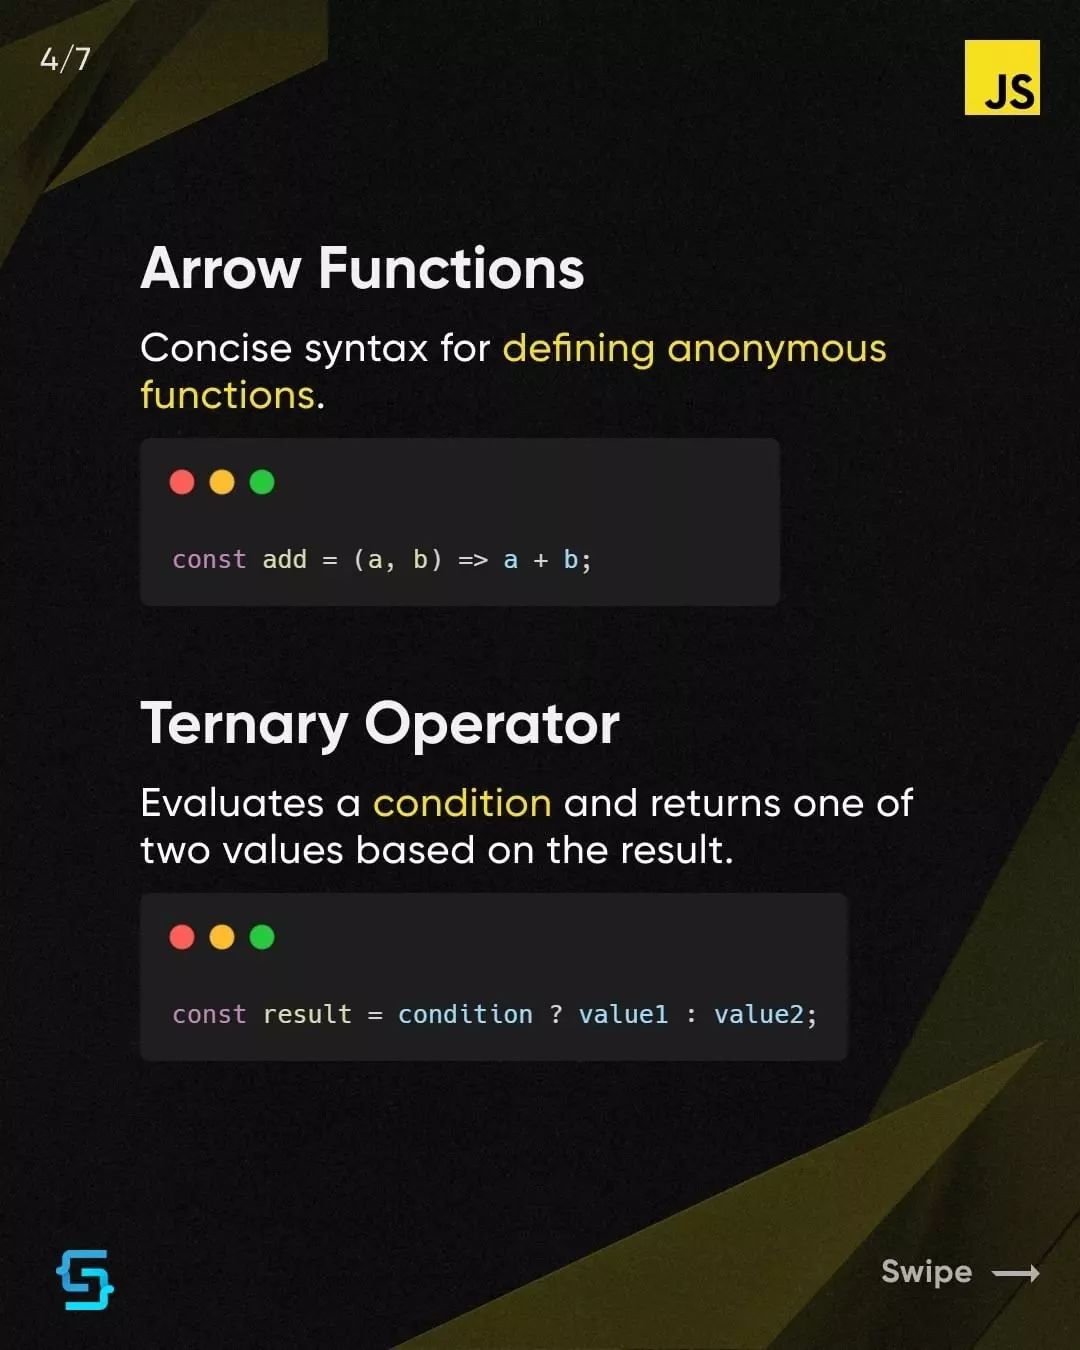 4/7
JS
Arrow Functions
Concise syntax for defining anonymous
functions.
const add = (a, b) => a + b;
Ternary Operator
Evaluates a condition and returns one of
two values based on the result.
const result = condition ? value1 : value2;
Swipe